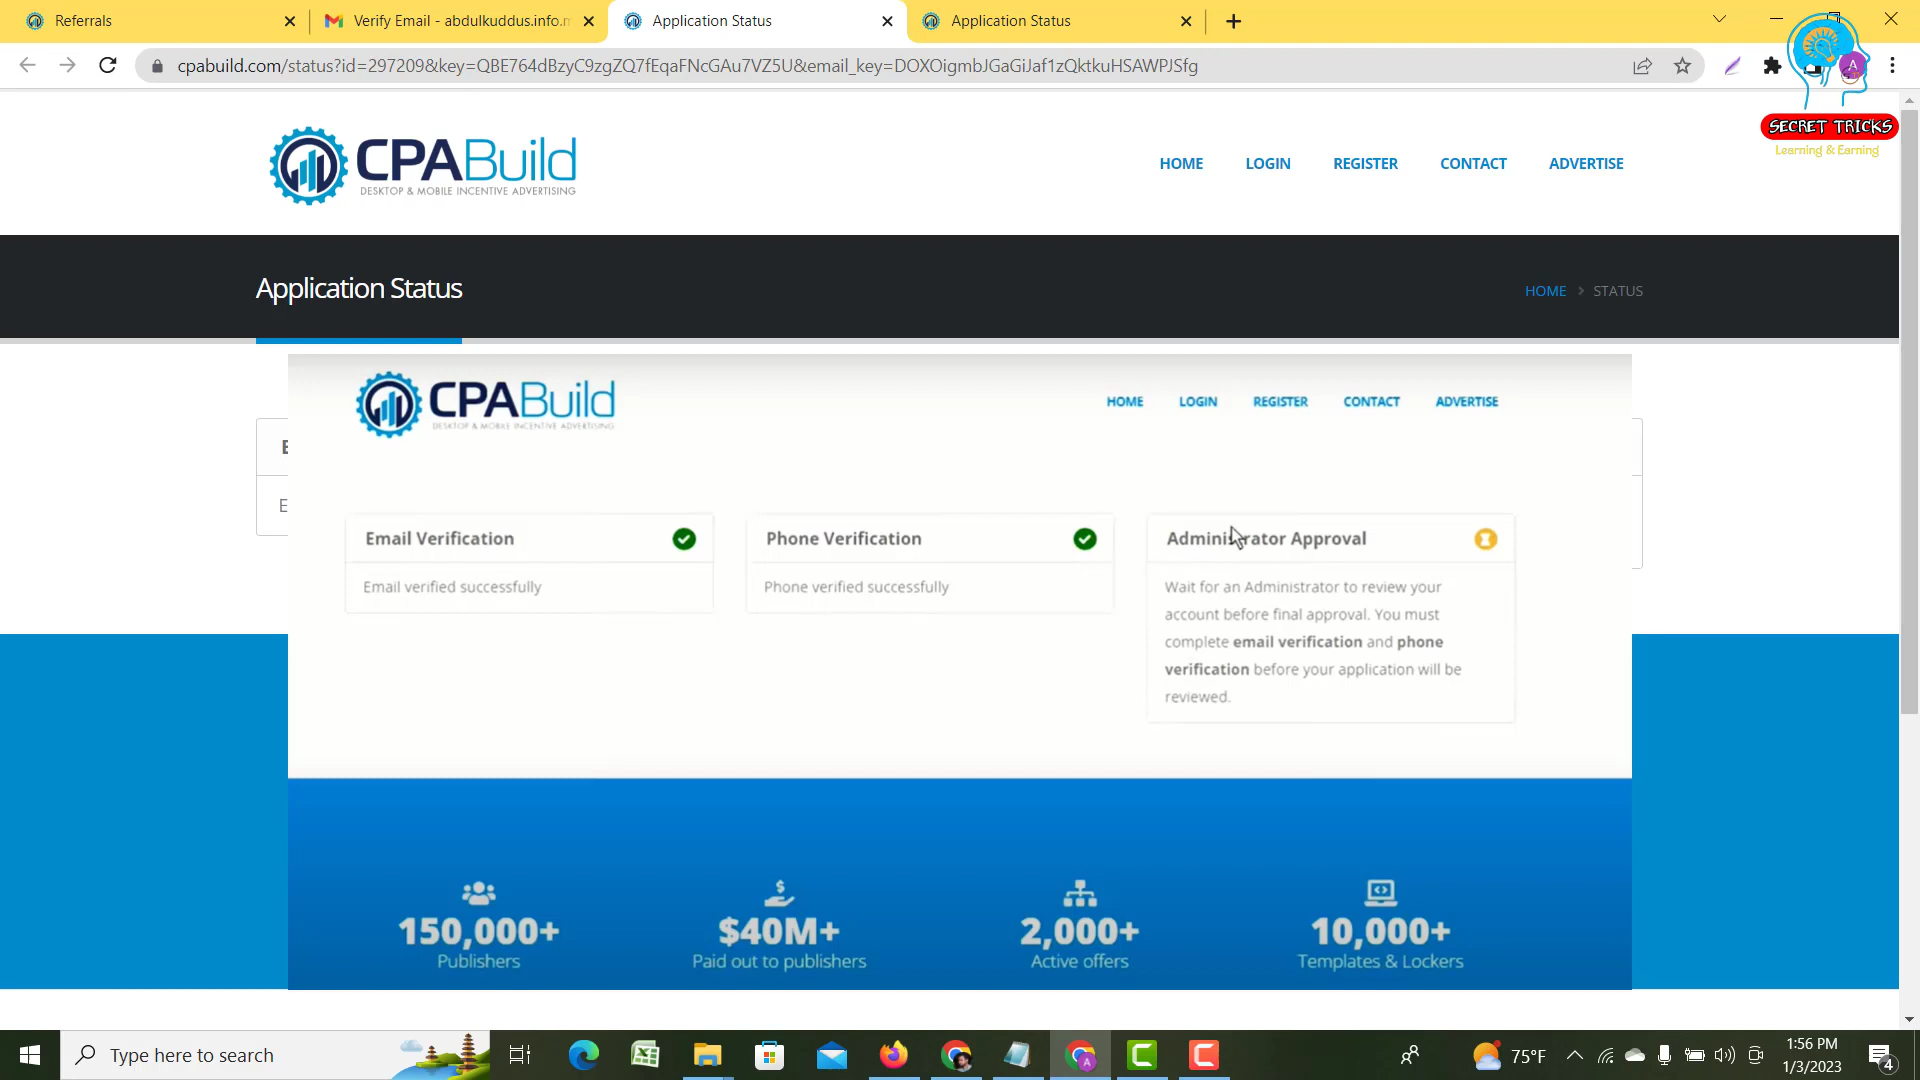 Referrals
Verify Email - abdulkuddus.info.m
Application Status
Application Status
cpabuild.com/status?id=297209&key=QBE764dBzyC9zgZQ7fEqaFNcGAu7VZ5U&email_key=DOXOigmbJGaGiJaf1zQktkuHSAWPJSfg
A
SECRET TRICKS
Learning & Earning
CPABuild
DESKTOP & MOBILE INCENTIVE ADVERTISING
HOME
LOGIN
REGISTER
CONTACT
ADVERTISE
Application Status
HOME > STATUS
CPABuild
DESKTOP & MOBILE INCENTIVE ADVERTISING
HOME
LOGIN
REGISTER
CONTACT
ADVERTISE
E
E
Email Verification
Email verified successfully
Phone Verification
Phone verified successfully
Administrator Approval
Wait for an Administrator to review your
account before final approval. You must
complete email verification and phone
verification before your application will be
reviewed.
150,000+
Publishers
$40M+
Paid out to publishers
2,000+
Active offers
10,000+
Templates & Lockers
Type here to search
75°F
1:56 PM
1/3/2023
4